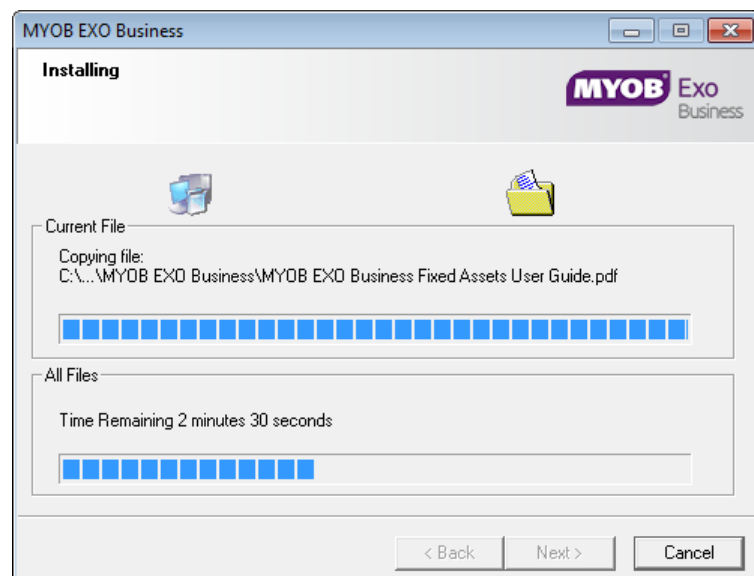 MYOB EXO Business
Installing
MYOB Exo
Business
Current File
Copying file:
C:\...\MYOB EXO Business\MYOB EXO Business Fixed Assets User Guide.pdf
All Files
Time Remaining 2 minutes 30 seconds
< Back
Next >
Cancel